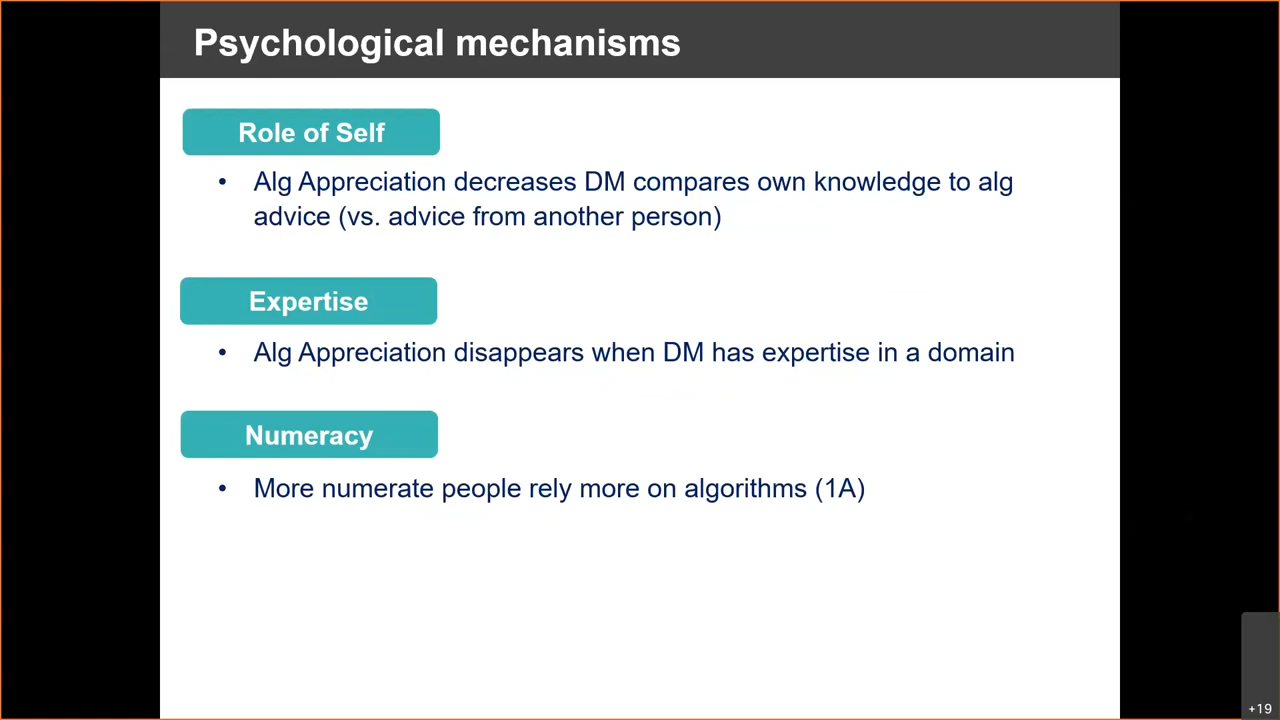 Psychological mechanisms
Role of Self
• Alg Appreciation decreases DM compares own knowledge to alg
advice (vs. advice from another person)
Expertise
• Alg Appreciation disappears when DM has expertise in a domain
Numeracy
• More numerate people rely more on algorithms (1A)
+19